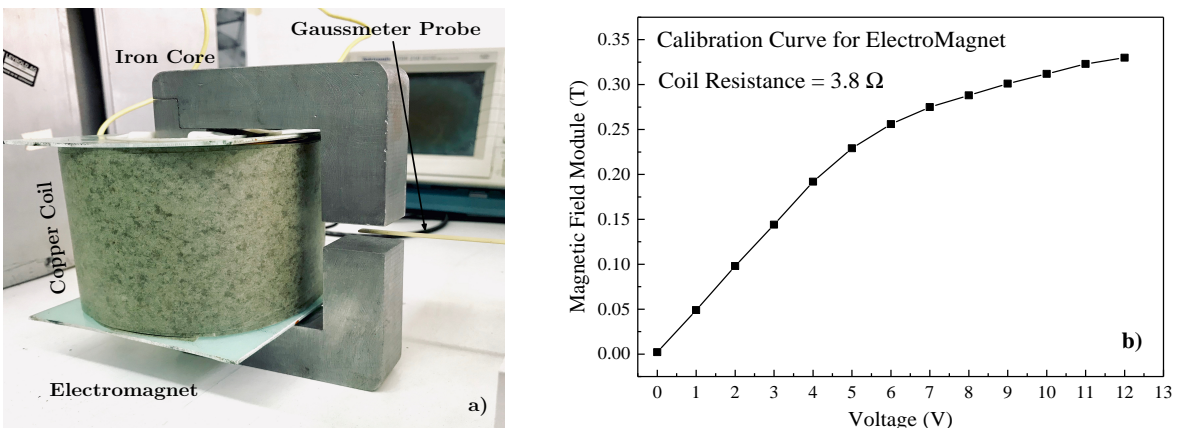 Gaussmeter Probe
Iron Core
Copper Coil
Electromagnet
a)
Calibration Curve for ElectroMagnet
Coil Resistance = 3.8 Ω
Magnetic Field Module (T)
0.35
0.30
0.25
0.20
0.15
0.10
0.05
0.00
b)
0 1 2 3 4 5 6 7 8 9 10 11 12 13
Voltage (V)